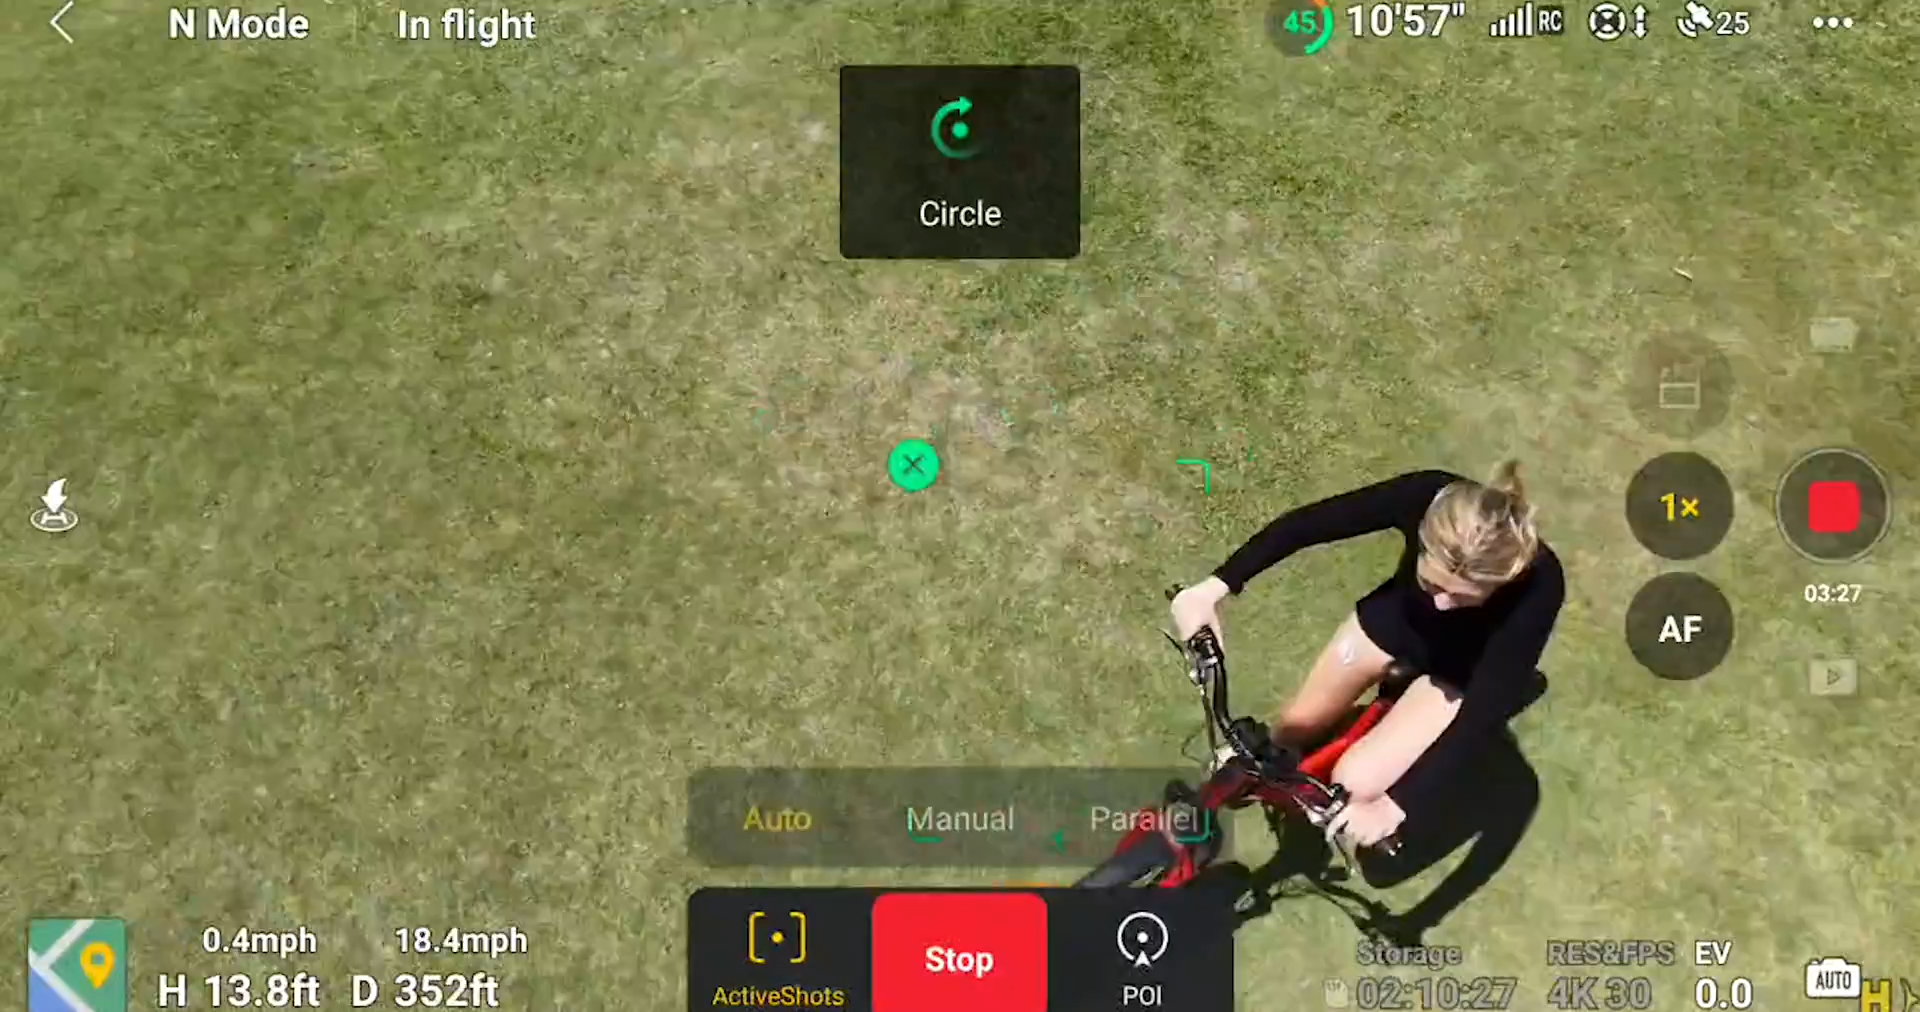 N Mode In flight 45 10'57" RC 25
Circle
1×
03:27
AF
Auto Manual Parallel
0.4mph 18.4mph
H 13.8ft D 352ft
ActiveShots Stop POI
Storage RES&FPS EV
02:10:27 4K 30 0.0
AUTO
H